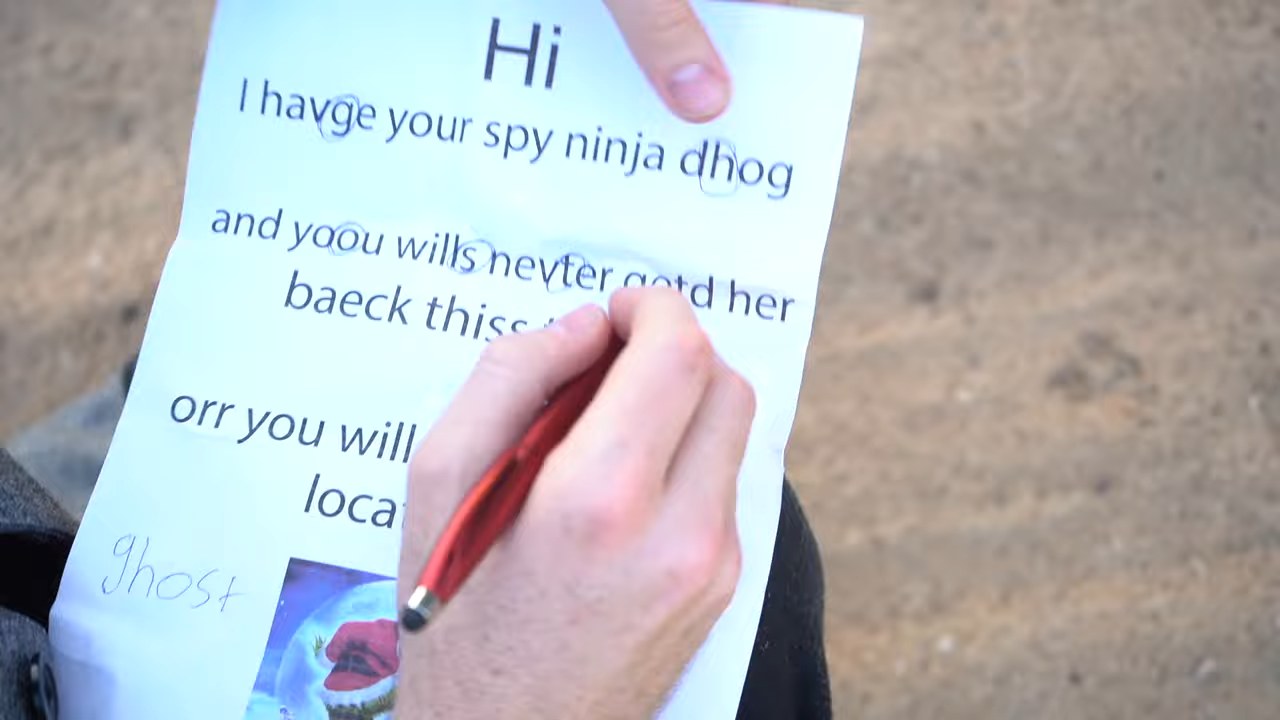 Hi
I havge your spy ninja dhog
and yoou wills nevter getd her
baeck thiss
orr you will
loca
ghost